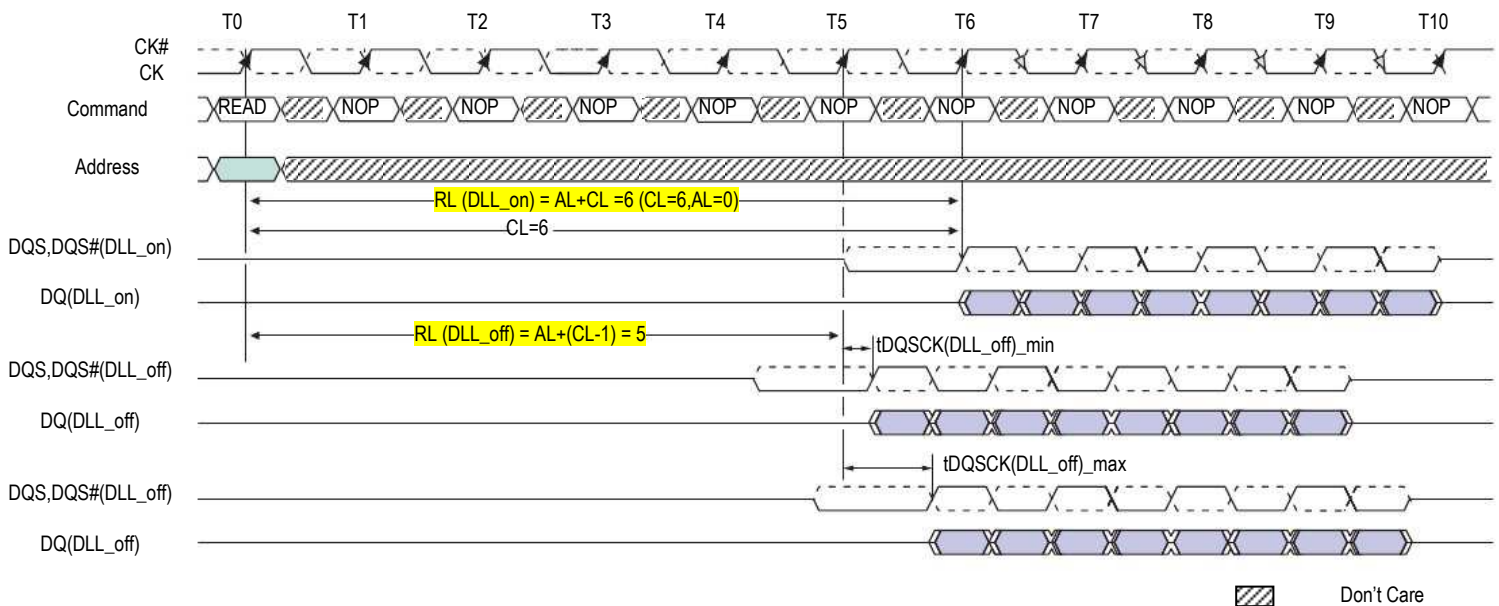 T0 T1 T2 T3 T4 T5 T6 T7 T8 T9 T10
CK#
CK
Command READ NOP NOP NOP NOP NOP NOP NOP NOP NOP NOP
Address
RL (DLL_on) = AL+CL =6 (CL=6,AL=0)
CL=6
DQS,DQS#(DLL_on)
DQ(DLL_on)
RL (DLL_off) = AL+(CL-1) = 5
tDQSCK(DLL_off)_min
DQS,DQS#(DLL_off)
DQ(DLL_off)
tDQSCK(DLL_off)_max
DQS,DQS#(DLL_off)
DQ(DLL_off)
Don't Care